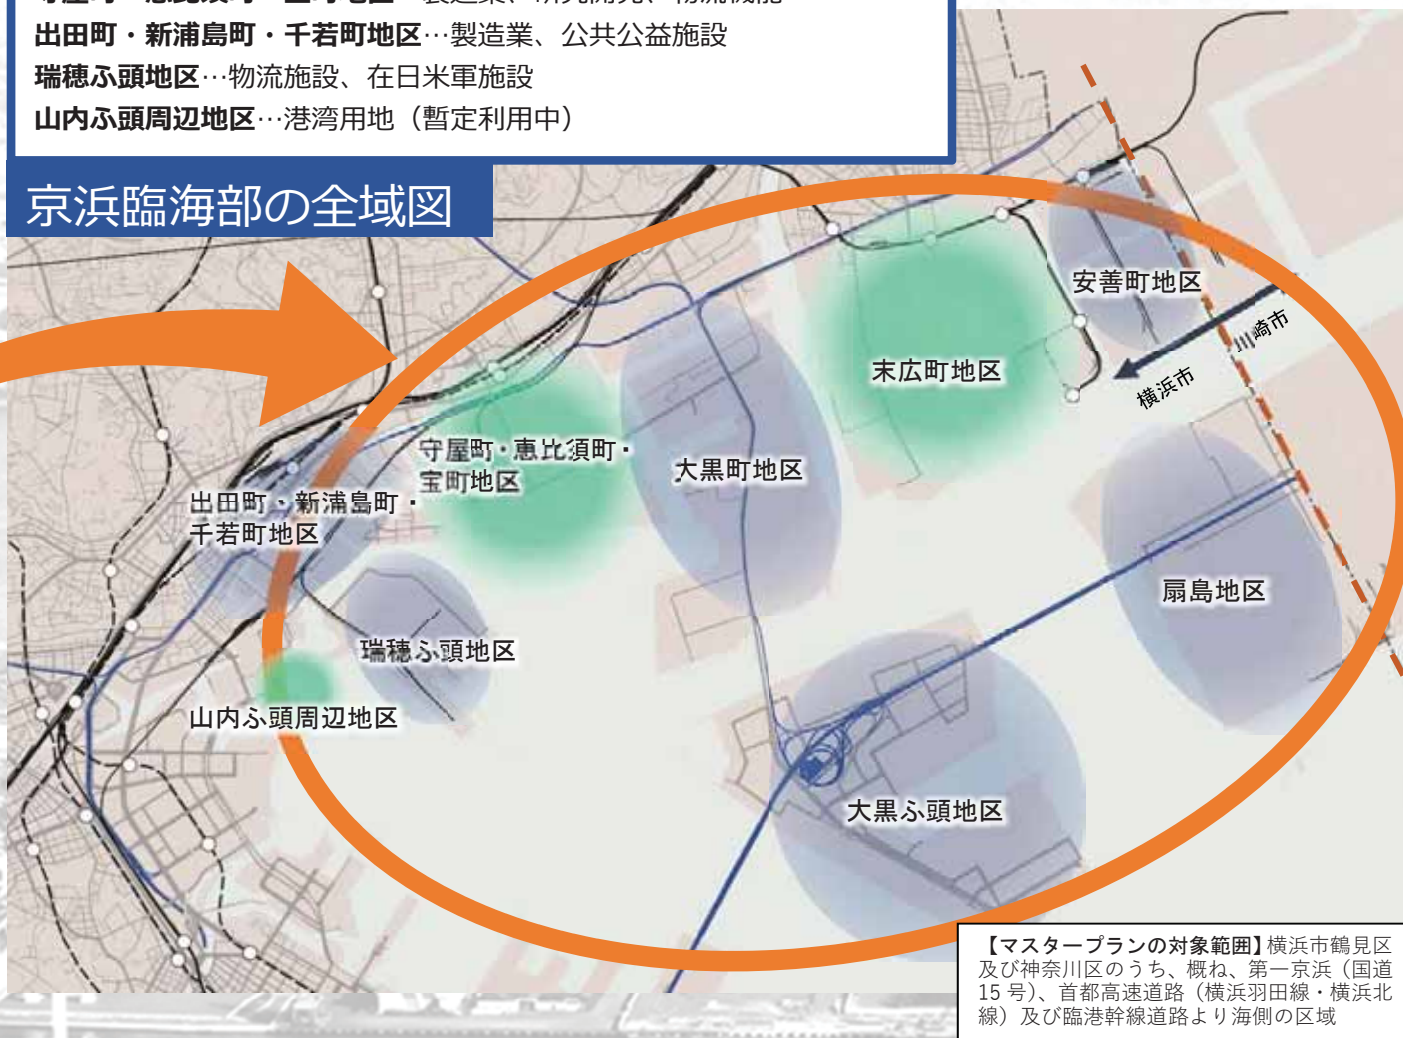 出田町・新浦島町・千若町地区…製造業、公共公益施設
瑞穂ふ頭地区…物流施設、在日米軍施設
山内ふ頭周辺地区…港湾用地（暫定利用中）
京浜臨海部の全域図
安善町地区
川崎市
横浜市
末広町地区
守屋町・恵比須町・
宝町地区
大黒町地区
出田町・新浦島町・
千若町地区
扇島地区
瑞穂ふ頭地区
山内ふ頭周辺地区
大黒ふ頭地区
【マスタープランの対象範囲】横浜市鶴見区
及び神奈川区のうち、概ね、第一京浜（国道
15 号）、首都高速道路（横浜羽田線・横浜北
線）及び臨港幹線道路より海側の区域